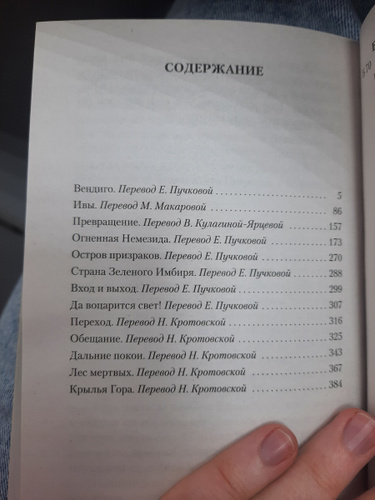 СОДЕРЖАНИЕ
Вендиго. Перевод Е. Пучковой 5
Ивы. Перевод М. Макаровой 86
Превращение. Перевод В. Кулагиной-Ярцевой 157
Огненная Немезида. Перевод Е. Пучковой 173
Остров призраков. Перевод Е. Пучковой 270
Страна Зеленого Имбиря. Перевод Е. Пучковой 288
Вход и выход. Перевод Е. Пучковой 299
Да воцарится свет! Перевод Е. Пучковой 307
Переход. Перевод Н. Кротовской 316
Обещание. Перевод Н. Кротовской 325
Дальние покои. Перевод Н. Кротовской 343
Лес мертвых. Перевод Н. Кротовской 367
Крылья Гора. Перевод Н. Кротовской 384